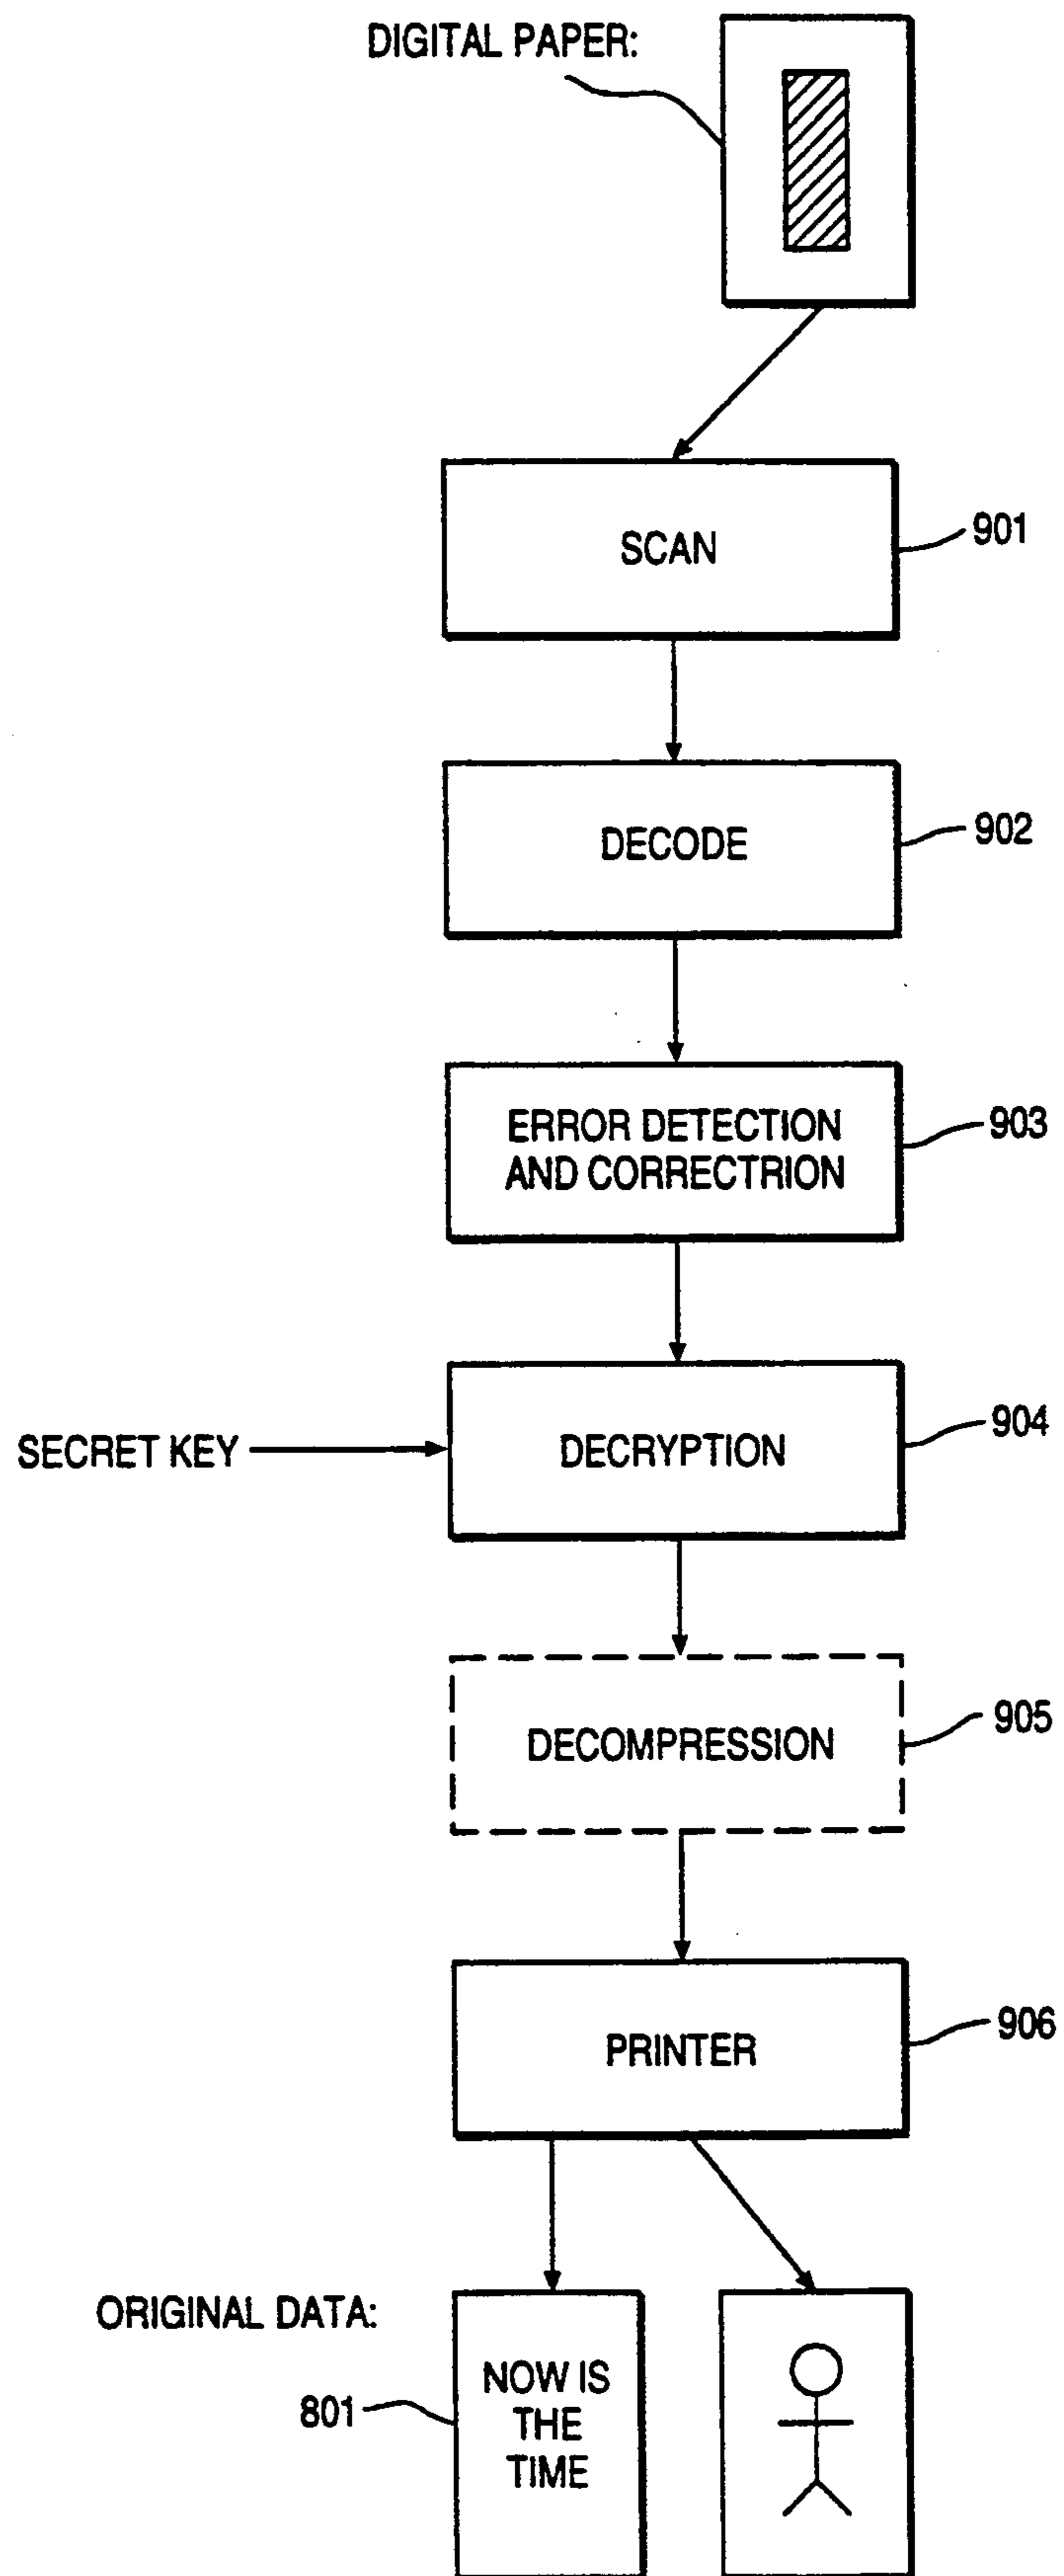 DIGITAL PAPER:
SCAN
901
DECODE
902
ERROR DETECTION
AND CORRECTRION
903
SECRET KEY
DECRYPTION
904
DECOMPRESSION
905
PRINTER
906
ORIGINAL DATA:
801
NOW IS
THE
TIME